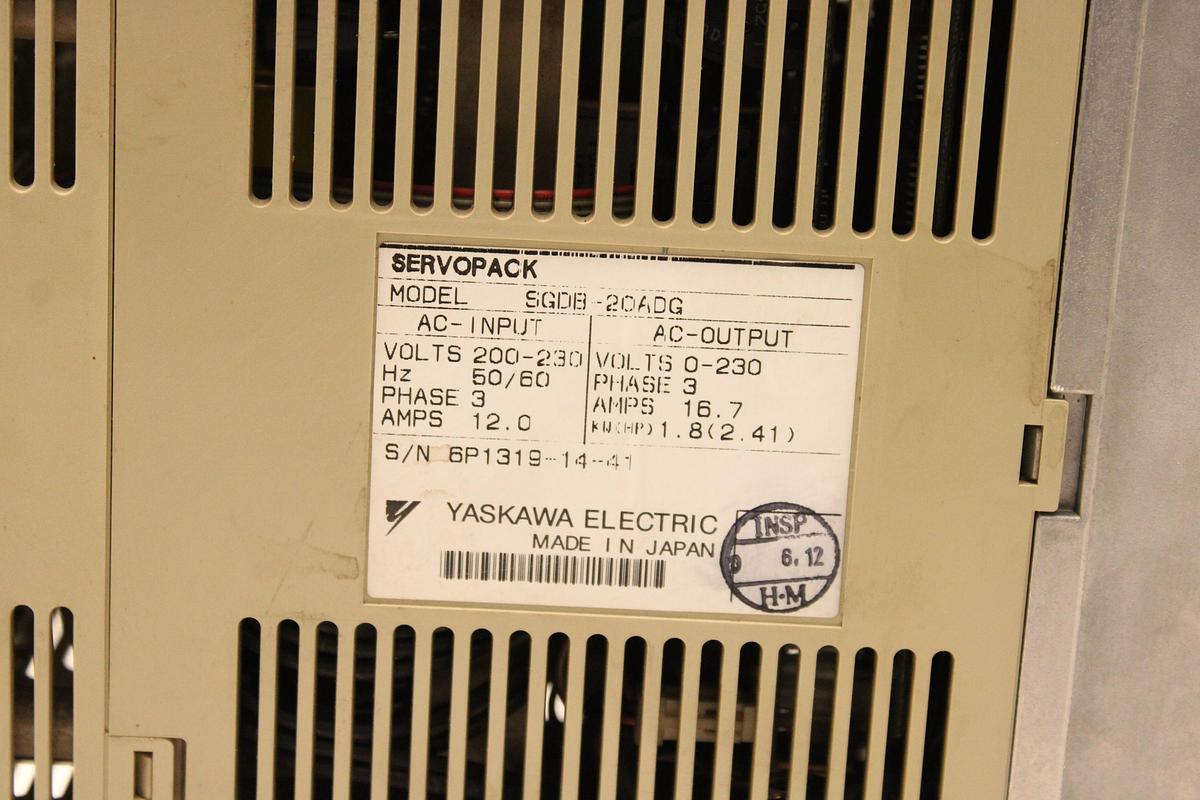 SERVOPACK
MODEL SGDB-20ADG
AC-INPUT AC-OUTPUT
VOLTS 200-230 VOLTS 0-230
Hz 50/60 PHASE 3
PHASE 3 AMPS 16.7
AMPS 12.0 KW(HP) 1.8(2.41)
S/N 6P1319-14-41
YASKAWA ELECTRIC
MADE IN JAPAN
INSP
6.12
H·M